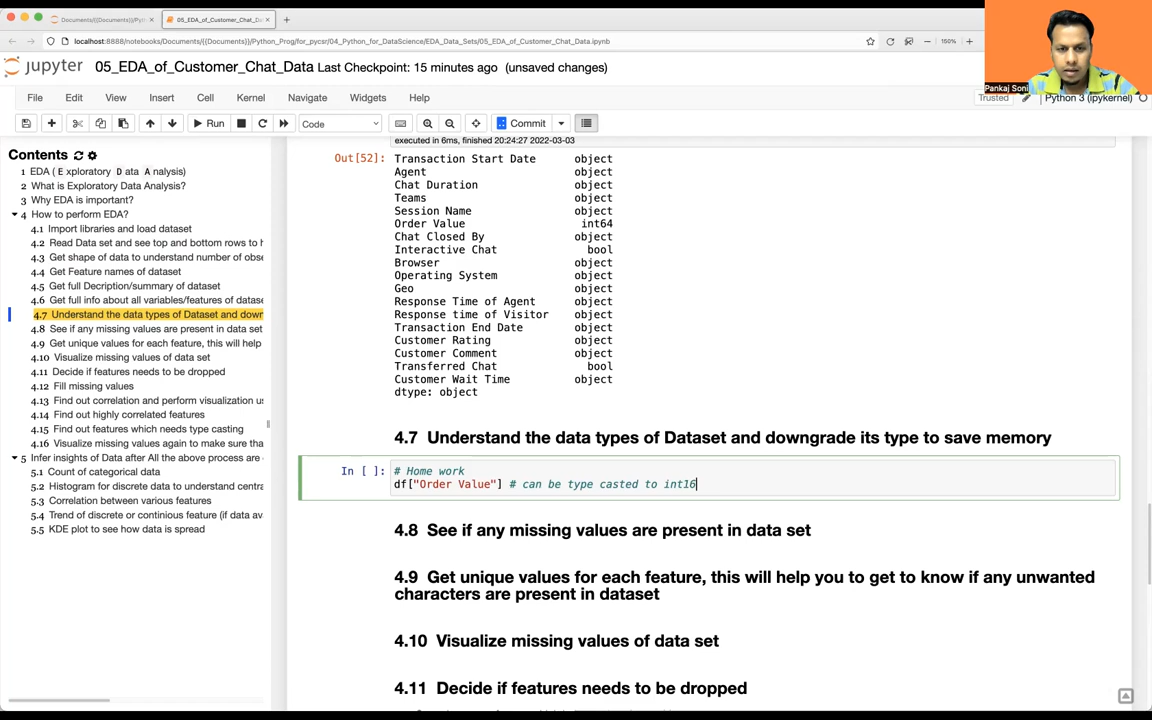 Documents/{{Documents}}/Pyth
05_EDA_of_Customer_Chat_Da
localhost:8888/notebooks/Documents/{{Documents}}/Python_Prog/for_pycsr/04_Python_for_DataScience/EDA_Data_Sets/05_EDA_of_Customer_Chat_Data.ipynb
150%
jupyter 05_EDA_of_Customer_Chat_Data Last Checkpoint: 15 minutes ago (unsaved changes)
Pankaj Soni
File Edit View Insert Cell Kernel Navigate Widgets Help
Trusted Python 3 (ipykernel)
Run Code Commit
Contents
1 EDA ( E xploratory D ata A nalysis)
2 What is Exploratory Data Analysis?
3 Why EDA is important?
4 How to perform EDA?
4.1 Import libraries and load dataset
4.2 Read Data set and see top and bottom rows to h
4.3 Get shape of data to understand number of obse
4.4 Get Feature names of dataset
4.5 Get full Decription/summary of dataset
4.6 Get full info about all variables/features of datase
4.7 Understand the data types of Dataset and down
4.8 See if any missing values are present in data set
4.9 Get unique values for each feature, this will help
4.10 Visualize missing values of data set
4.11 Decide if features needs to be dropped
4.12 Fill missing values
4.13 Find out correlation and perform visualization us
4.14 Find out highly correlated features
4.15 Find out features which needs type casting
4.16 Visualize missing values again to make sure tha
5 Infer insights of Data after All the above process are
5.1 Count of categorical data
5.2 Histogram for discrete data to understand centra
5.3 Correlation between various features
5.4 Trend of discrete or continious feature (if data av
5.5 KDE plot to see how data is spread
executed in 6ms, finished 20:24:27 2022-03-03
Out[52]: Transaction Start Date object
Agent object
Chat Duration object
Teams object
Session Name object
Order Value int64
Chat Closed By object
Interactive Chat bool
Browser object
Operating System object
Geo object
Response Time of Agent object
Response time of Visitor object
Transaction End Date object
Customer Rating object
Customer Comment object
Transferred Chat bool
Customer Wait Time object
dtype: object
4.7 Understand the data types of Dataset and downgrade its type to save memory
In [ ]: # Home work
df["Order Value"] # can be type casted to int16
4.8 See if any missing values are present in data set
4.9 Get unique values for each feature, this will help you to get to know if any unwanted
characters are present in dataset
4.10 Visualize missing values of data set
4.11 Decide if features needs to be dropped